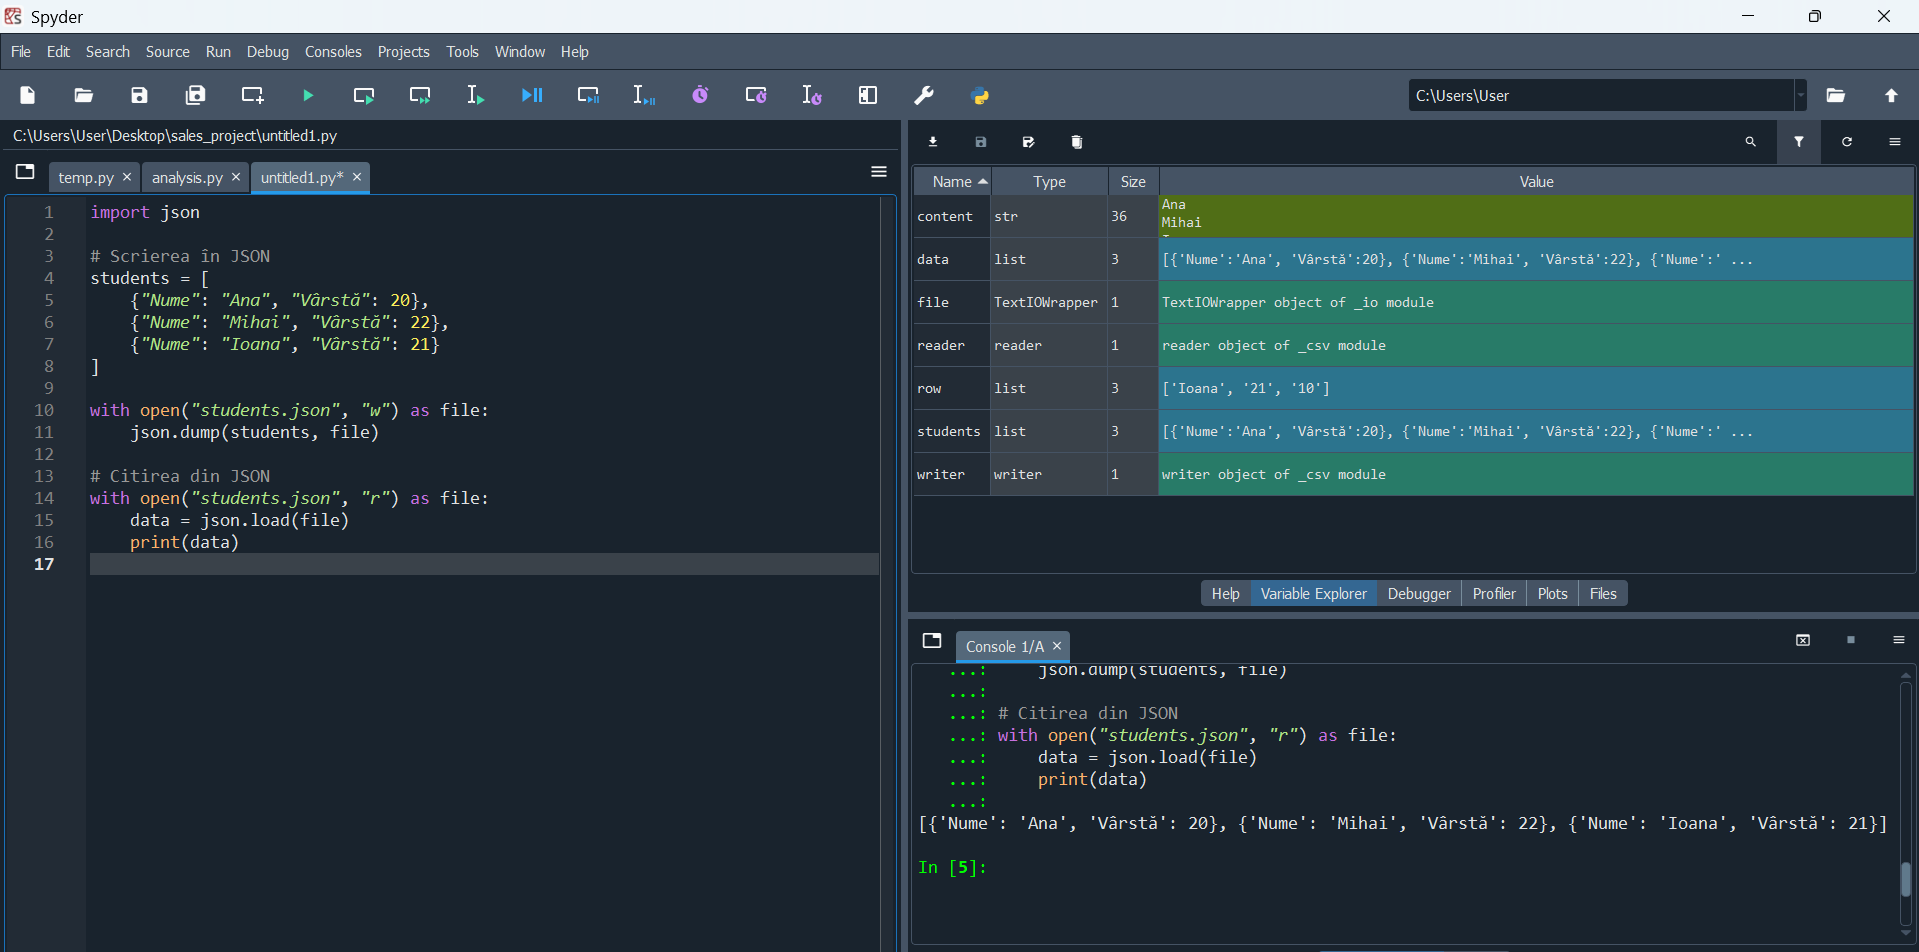 Spyder
File Edit Search Source Run Debug Consoles Projects Tools Window Help
C:\Users\User
C:\Users\User\Desktop\sales_project\untitled1.py
temp.py analysis.py untitled1.py*
1 import json
2
3 # Scrierea în JSON
4 students = [
5 {"Nume": "Ana", "Vârstă": 20},
6 {"Nume": "Mihai", "Vârstă": 22},
7 {"Nume": "Ioana", "Vârstă": 21}
8 ]
9
10 with open("students.json", "w") as file:
11 json.dump(students, file)
12
13 # Citirea din JSON
14 with open("students.json", "r") as file:
15 data = json.load(file)
16 print(data)
17
Name Type Size Value
content str 36 Ana
Mihai
data list 3 [{'Nume':'Ana', 'Vârstă':20}, {'Nume':'Mihai', 'Vârstă':22}, {'Nume':' ...
file TextIOWrapper 1 TextIOWrapper object of _io module
reader reader 1 reader object of _csv module
row list 3 ['Ioana', '21', '10']
students list 3 [{'Nume':'Ana', 'Vârstă':20}, {'Nume':'Mihai', 'Vârstă':22}, {'Nume':' ...
writer writer 1 writer object of _csv module
Help Variable Explorer Debugger Profiler Plots Files
Console 1/A
...: json.dump(students, file)
...:
...: # Citirea din JSON
...: with open("students.json", "r") as file:
...: data = json.load(file)
...: print(data)
...:
[{'Nume': 'Ana', 'Vârstă': 20}, {'Nume': 'Mihai', 'Vârstă': 22}, {'Nume': 'Ioana', 'Vârstă': 21}]
In [5]: